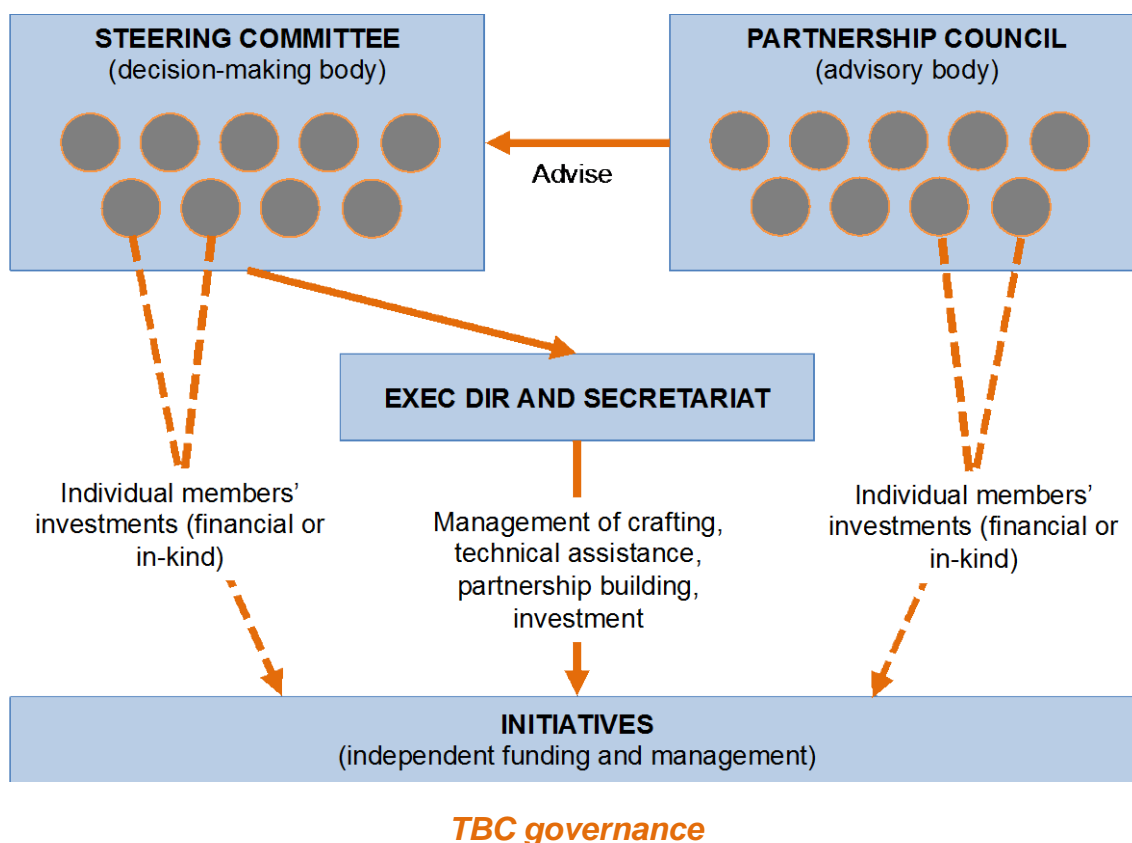 STEERING COMMITTEE
(decision-making body)
PARTNERSHIP COUNCIL
(advisory body)
Advise
EXEC DIR AND SECRETARIAT
Individual members’
investments (financial or
in-kind)
Management of crafting,
technical assistance,
partnership building,
investment
Individual members’
investments (financial or
in-kind)
INITIATIVES
(independent funding and management)
TBC governance